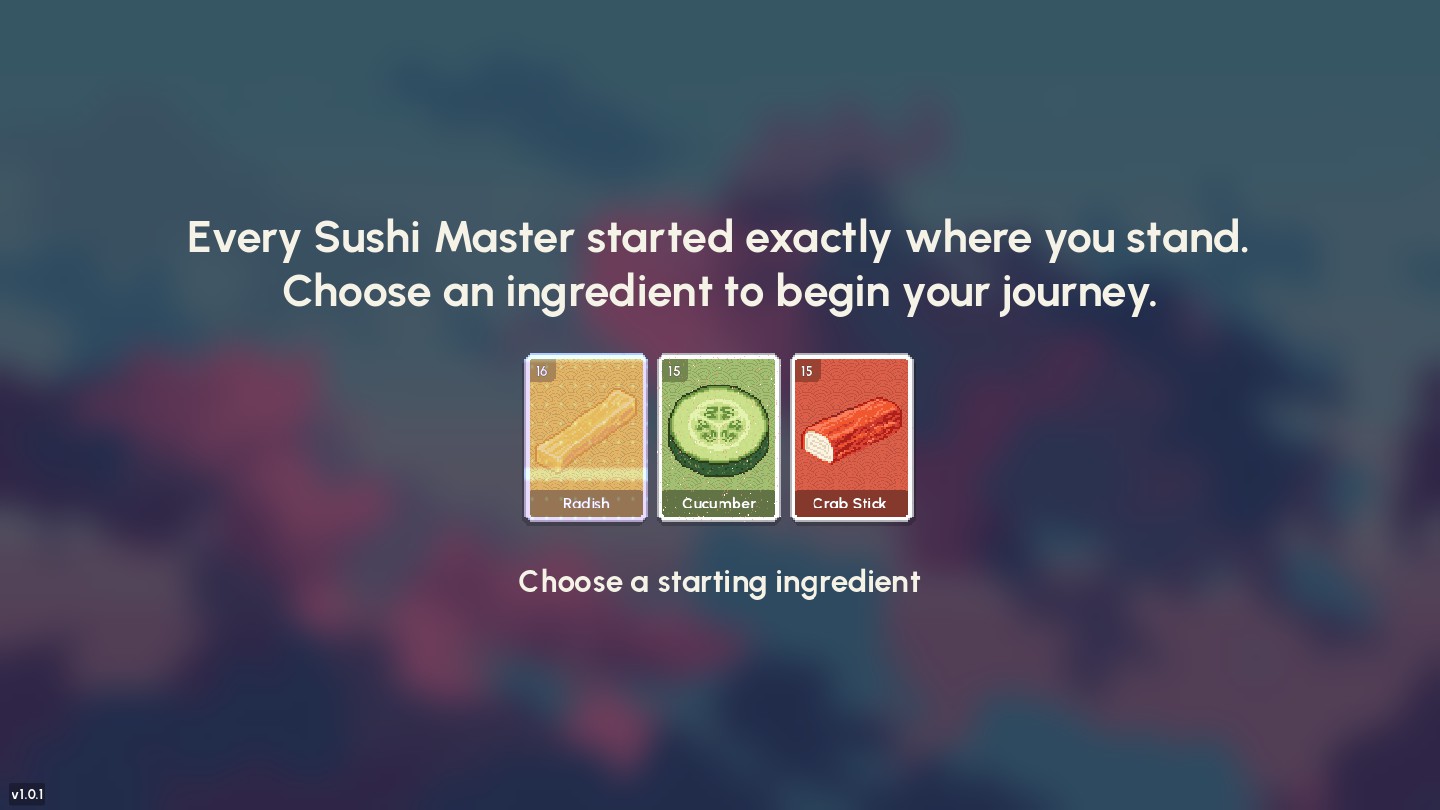 Every Sushi Master started exactly where you stand.
Choose an ingredient to begin your journey.
16
15
15
Radish
Cucumber
Crab Stick
Choose a starting ingredient
v1.0.1